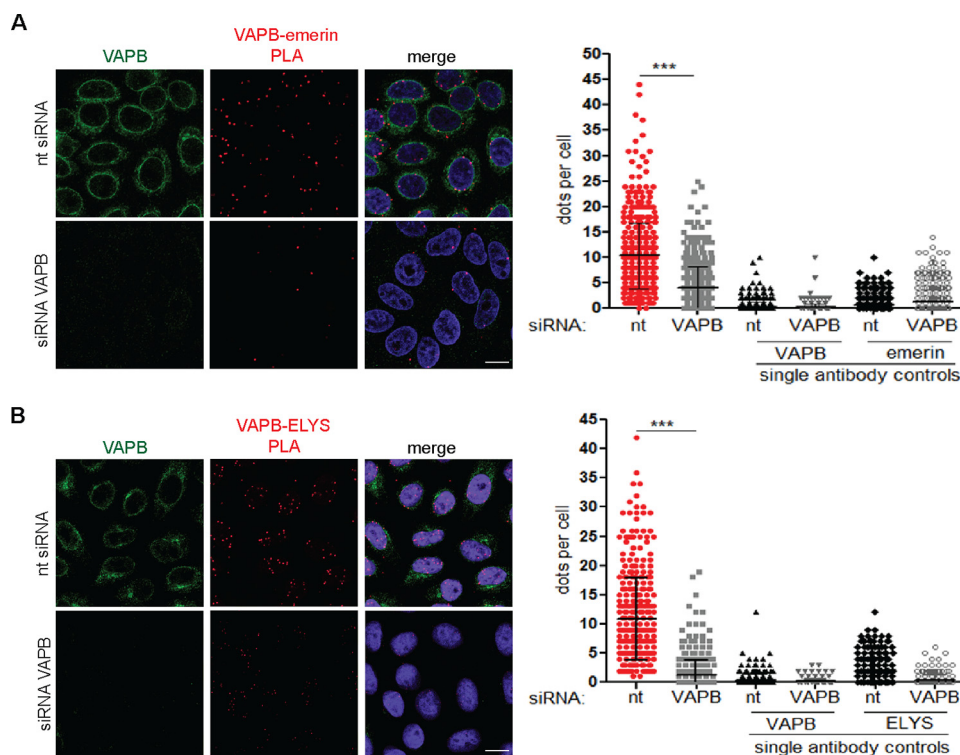 A
VAPB
VAPB-emerin
PLA
merge
nt siRNA
siRNA VAPB
dots per cell
50
45
40
35
30
25
20
15
10
5
0
***
siRNA: nt VAPB nt VAPB nt VAPB
VAPB emerin
single antibody controls
B
VAPB
VAPB-ELYS
PLA
merge
nt siRNA
siRNA VAPB
dots per cell
45
40
35
30
25
20
15
10
5
0
***
siRNA: nt VAPB nt VAPB nt VAPB
VAPB ELYS
single antibody controls